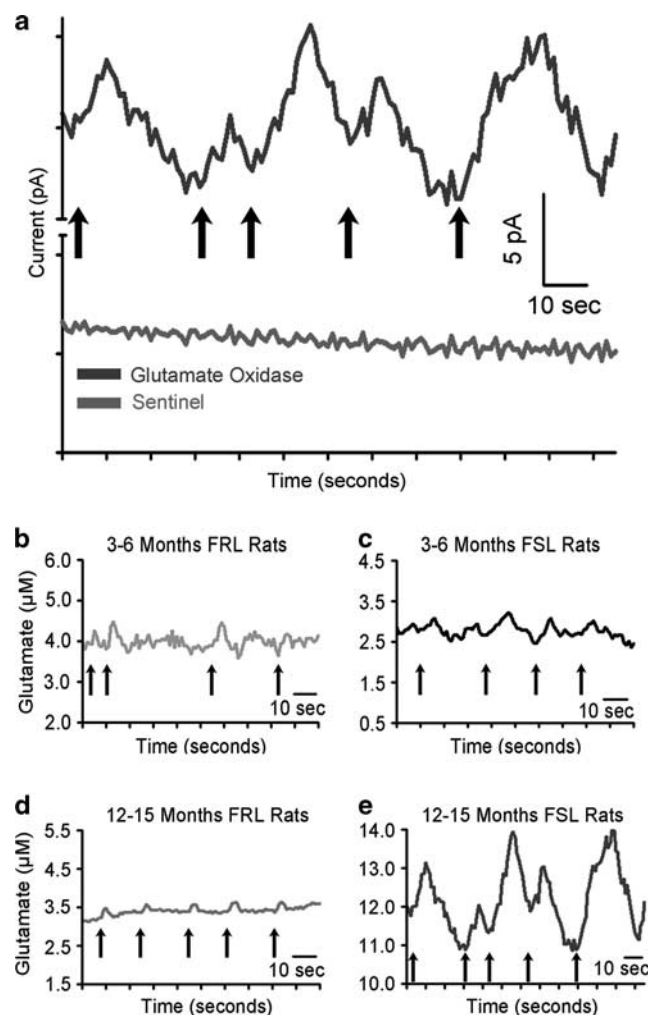 a
Current (pA)
5 pA
10 sec
Glutamate Oxidase
Sentinel
Time (seconds)
b
3-6 Months FRL Rats
Glutamate (µM)
6.0
5.0
4.0
3.0
2.0
10 sec
Time (seconds)
c
3-6 Months FSL Rats
4.5
3.5
2.5
1.5
0.5
10 sec
Time (seconds)
d
12-15 Months FRL Rats
Glutamate (µM)
5.5
4.5
3.5
2.5
1.5
10 sec
Time (seconds)
e
12-15 Months FSL Rats
14.0
13.0
12.0
11.0
10.0
10 sec
Time (seconds)